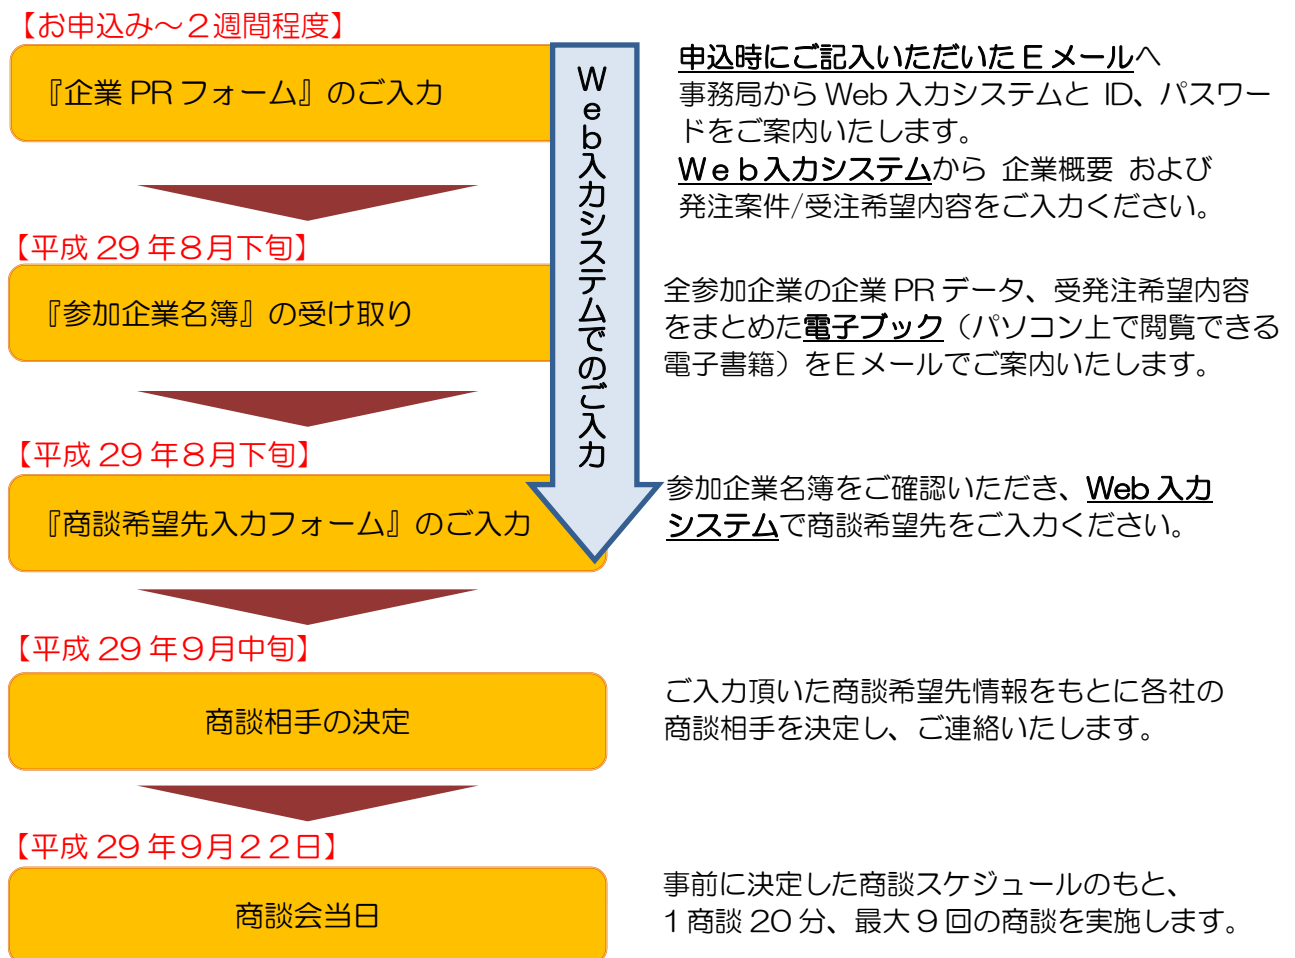 【お申込み～２週間程度】
『企業 PR フォーム』のご入力
申込時にご記入いただいた E メールへ
事務局から Web 入力システムと ID、パスワー
ドをご案内いたします。
Ｗｅｂ入力システムから 企業概要 および
発注案件/受注希望内容をご入力ください。
Ｗｅｂ入力システムでのご入力
【平成 29 年８月下旬】
『参加企業名簿』の受け取り
全参加企業の企業 PR データ、受発注希望内容
をまとめた電子ブック（パソコン上で閲覧できる
電子書籍）をＥメールでご案内いたします。
【平成 29 年８月下旬】
『商談希望先入力フォーム』のご入力
参加企業名簿をご確認いただき、Web 入力
システムで商談希望先をご入力ください。
【平成 29 年９月中旬】
商談相手の決定
ご入力頂いた商談希望先情報をもとに各社の
商談相手を決定し、ご連絡いたします。
【平成 29 年９月２２日】
商談会当日
事前に決定した商談スケジュールのもと、
１商談 20 分、最大９回の商談を実施します。